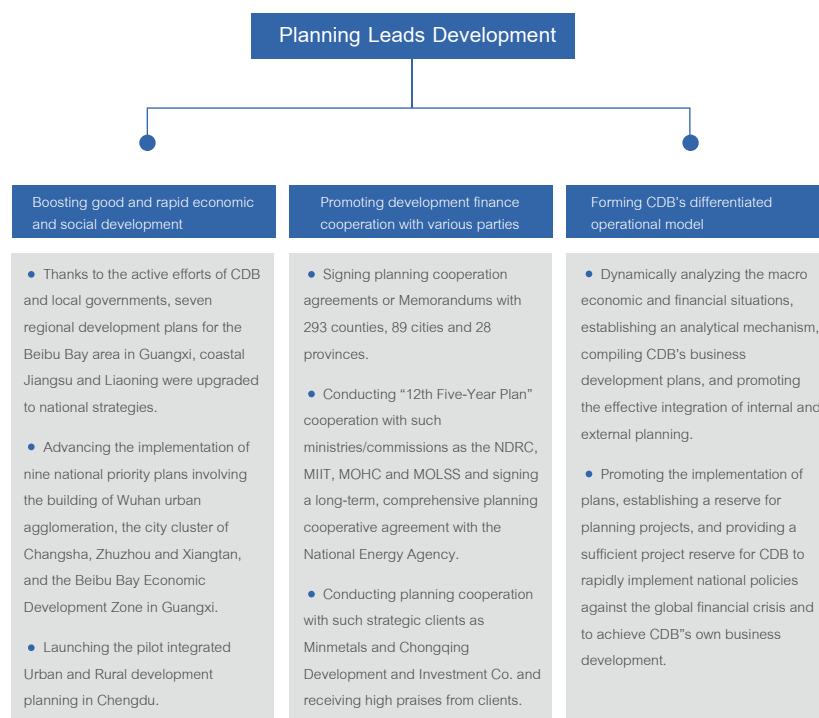 Planning Leads Development
Boosting good and rapid economic
and social development
• Thanks to the active efforts of CDB
and local governments, seven
regional development plans for the
Beibu Bay area in Guangxi, coastal
Jiangsu and Liaoning were upgraded
to national strategies.
• Advancing the implementation of
nine national priority plans involving
the building of Wuhan urban
agglomeration, the city cluster of
Changsha, Zhuzhou and Xiangtan,
and the Beibu Bay Economic
Development Zone in Guangxi.
• Launching the pilot integrated
Urban and Rural development
planning in Chengdu.
Promoting development finance
cooperation with various parties
• Signing planning cooperation
agreements or Memorandums with
293 counties, 89 cities and 28
provinces.
• Conducting “12th Five-Year Plan”
cooperation with such
ministries/commissions as the NDRC,
MIIT, MOHC and MOLSS and signing
a long-term, comprehensive planning
cooperative agreement with the
National Energy Agency.
• Conducting planning cooperation
with such strategic clients as
Minmetals and Chongqing
Development and Investment Co. and
receiving high praises from clients.
Forming CDB's differentiated
operational model
• Dynamically analyzing the macro
economic and financial situations,
establishing an analytical mechanism,
compiling CDB's business
development plans, and promoting
the effective integration of internal and
external planning.
• Promoting the implementation of
plans, establishing a reserve for
planning projects, and providing a
sufficient project reserve for CDB to
rapidly implement national policies
against the global financial crisis and
to achieve CDB"s own business
development.